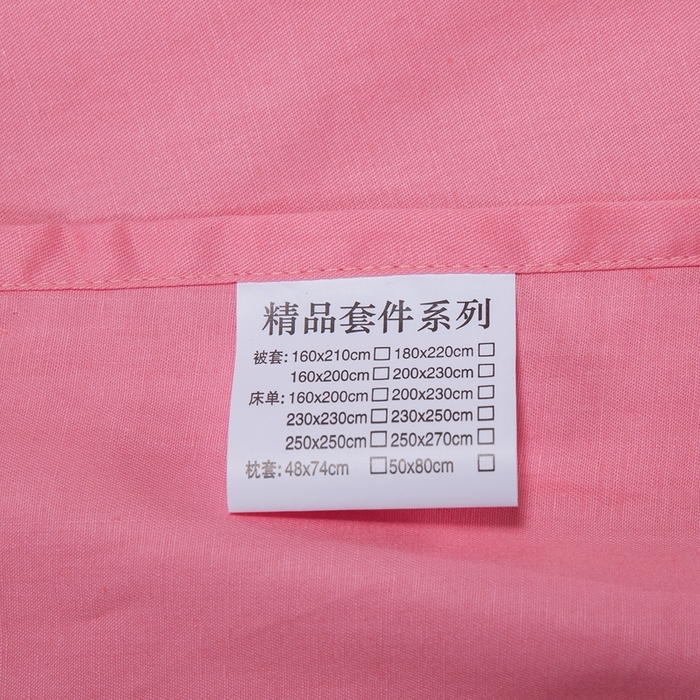 精品套件系列
被套: 160x210cm☐ 180x220cm☐
160x200cm☐ 200x230cm☐
床单: 160x200cm☐ 200x230cm☐
230x230cm☐ 230x250cm☐
250x250cm☐ 250x270cm☐
枕套: 48x74cm ☐ 50x80cm ☐